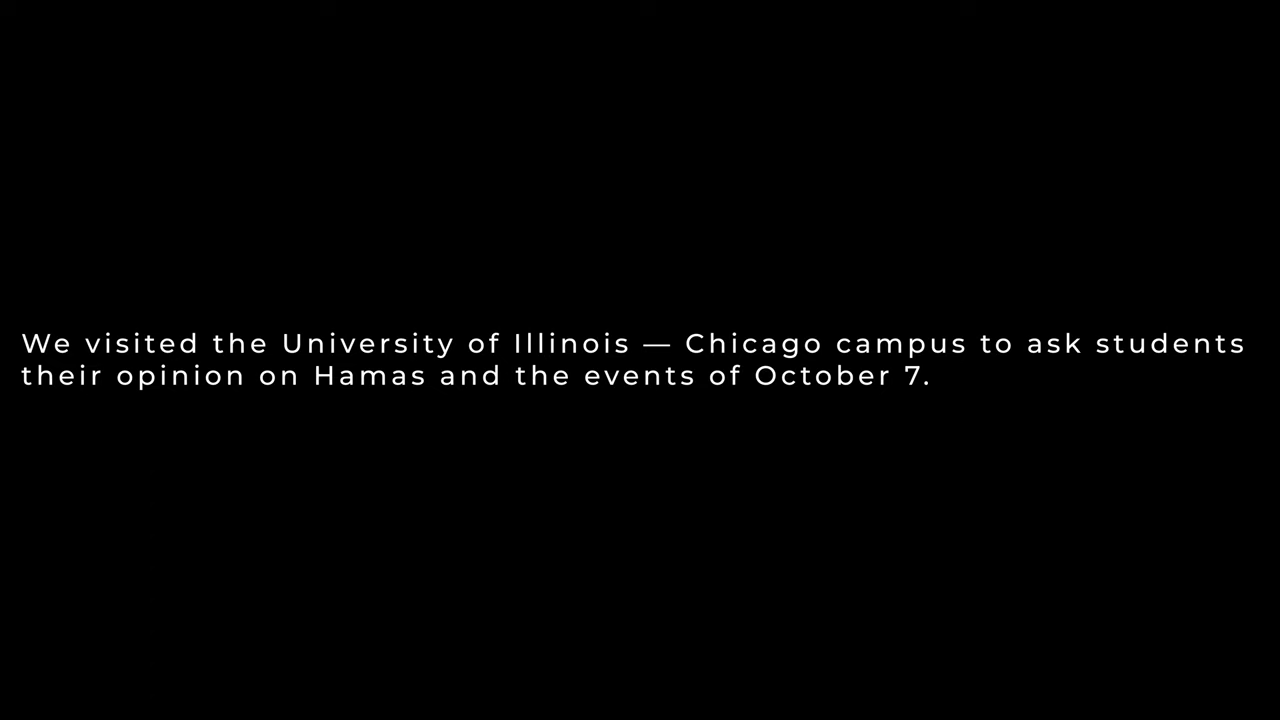 We visited the University of Illinois — Chicago campus to ask students
their opinion on Hamas and the events of October 7.